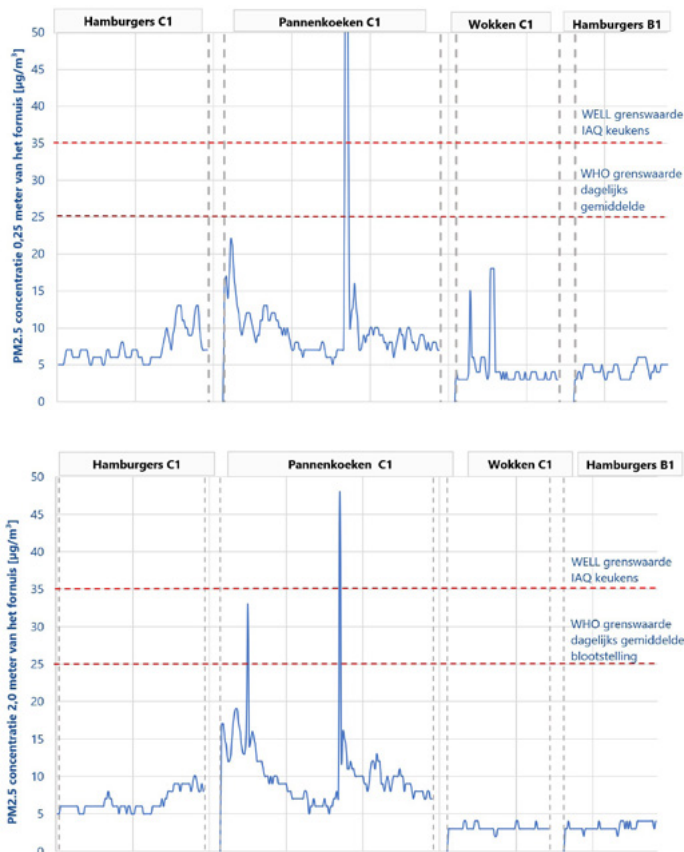 Hamburgers C1
Pannenkoeken C1
Wokken C1
Hamburgers B1
PM2.5 concentratie 0,25 meter van het fornuis [µg/m³]
50
45
40
35
30
25
20
15
10
5
0
WELL grenswaarde
IAQ keukens
WHO grenswaarde
dagelijks
gemiddelde
Hamburgers C1
Pannenkoeken C1
Wokken C1
Hamburgers B1
PM2.5 concentratie 2,0 meter van het fornuis [µg/m³]
50
45
40
35
30
25
20
15
10
5
0
WELL grenswaarde
IAQ keukens
WHO grenswaarde
dagelijks gemiddelde
blootstelling